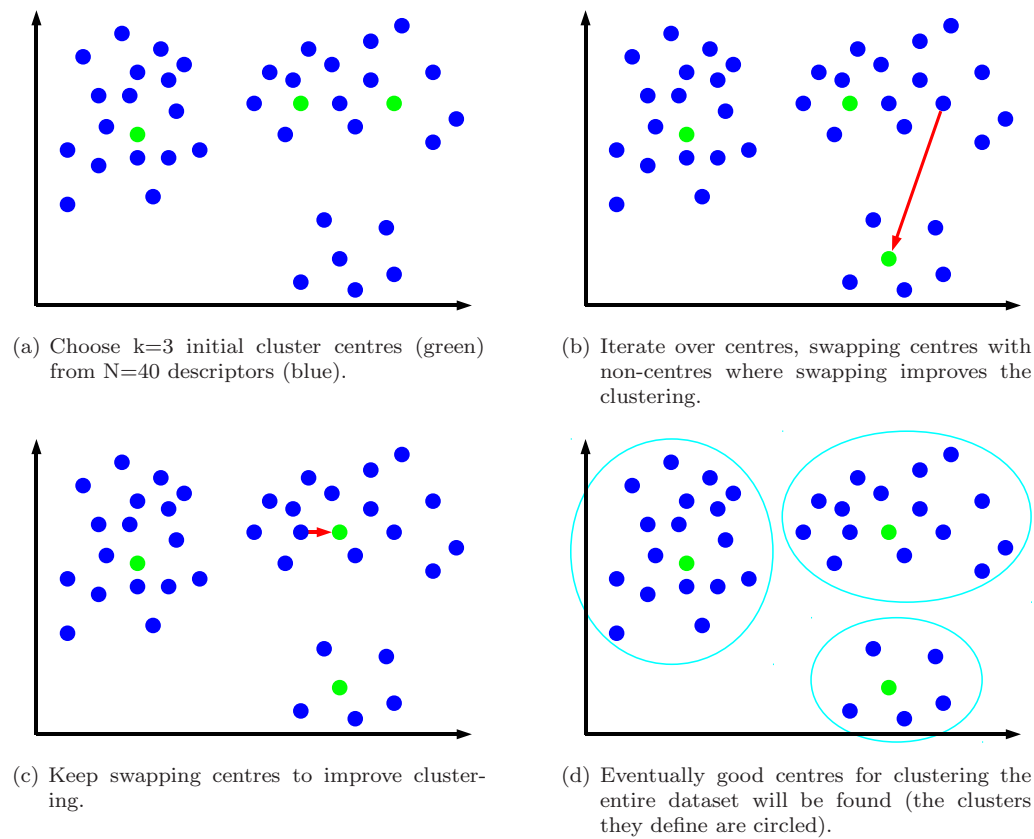 (a) Choose k=3 initial cluster centres (green)
from N=40 descriptors (blue).
(b) Iterate over centres, swapping centres with
non-centres where swapping improves the
clustering.
(c) Keep swapping centres to improve cluster-
ing.
(d) Eventually good centres for clustering the
entire dataset will be found (the clusters
they define are circled).